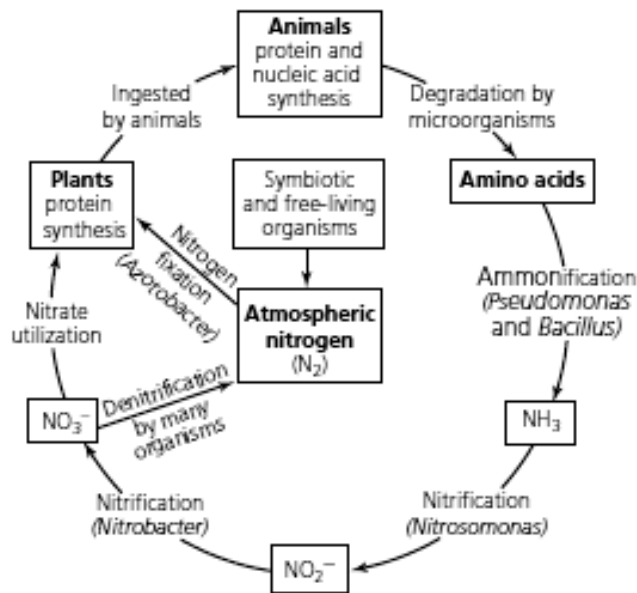 Animals
protein and
nucleic acid
synthesis
Ingested
by animals
Degradation by
microorganisms
Plants
protein
synthesis
Symbiotic
and free-living
organisms
Amino acids
Nitrogen
fixation
(Azotobacter)
Atmospheric
nitrogen
(N₂)
Ammonification
(Pseudomonas
and Bacillus)
Nitrate
utilization
Denitrification
by many
organisms
NO₃⁻
NH₃
Nitrification
(Nitrobacter)
Nitrification
(Nitrosomonas)
NO₂⁻